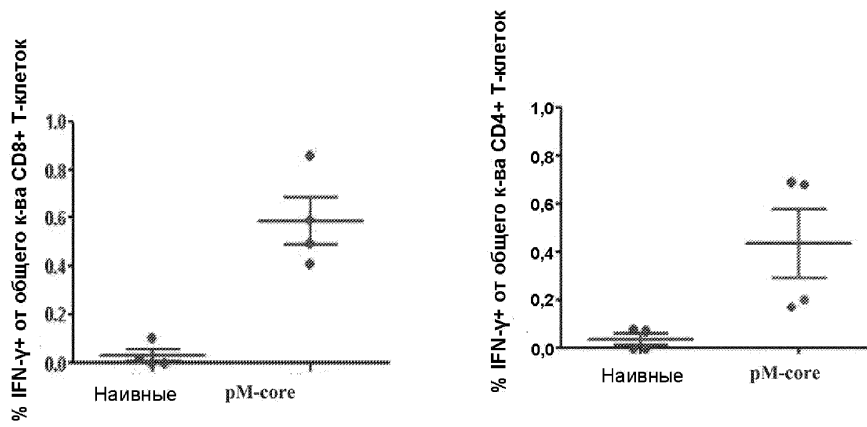 % IFN-γ+ от общего к-ва CD8+ Т-клеток
1.0
0.8
0.6
0.4
0.2
0.0
Наивные
pM-core
% IFN-γ+ от общего к-ва CD4+ Т-клеток
1,0
0,8
0,6
0,4
0,2
0,0
Наивные
pM-core